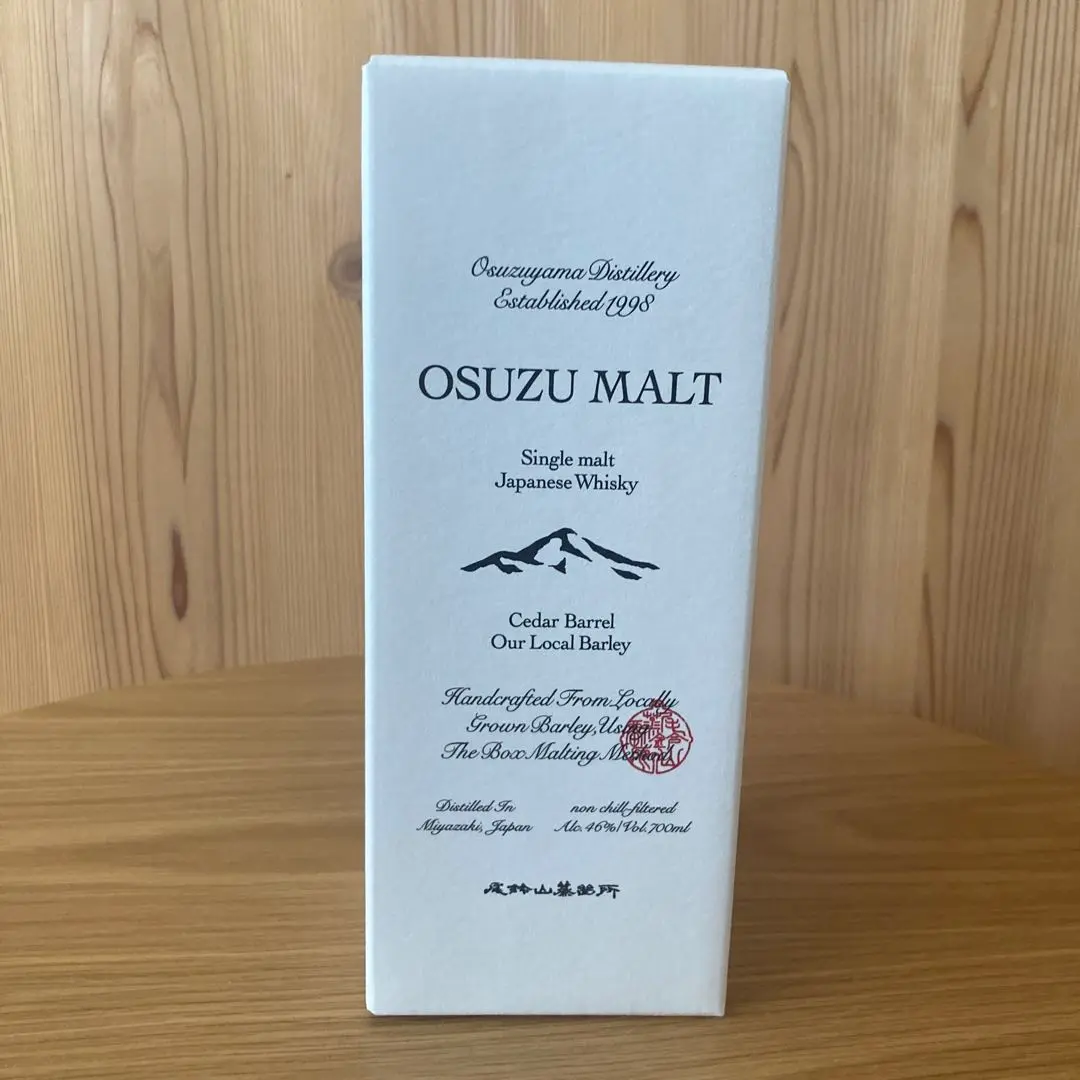 Osuzuyama Distillery
Established 1998
OSUZU MALT
Single malt
Japanese Whisky
Cedar Barrel
Our Local Barley
Handcrafted From Locally
Grown Barley, Using
The Box Malting Method
Distilled In
Miyazaki, Japan
non chill-filtered
Alc. 46%/Vol. 700ml
尾鈴山蒸留所